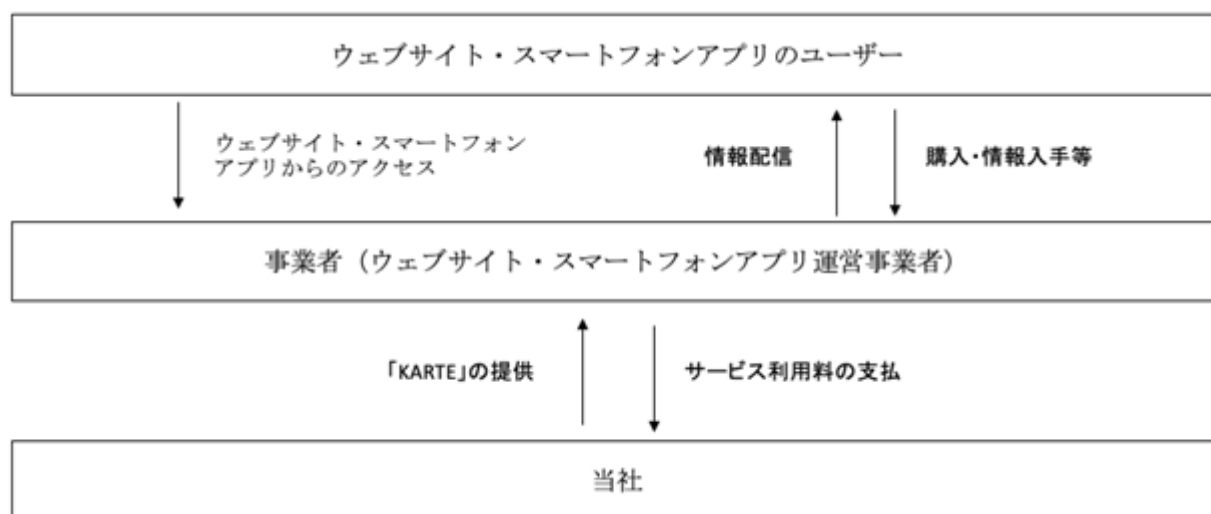 ウェブサイト・スマートフォンアプリのユーザー
ウェブサイト・スマートフォン
アプリからのアクセス
情報配信
購入・情報入手等
事業者（ウェブサイト・スマートフォンアプリ運営事業者）
「KARTE」の提供
サービス利用料の支払
当社